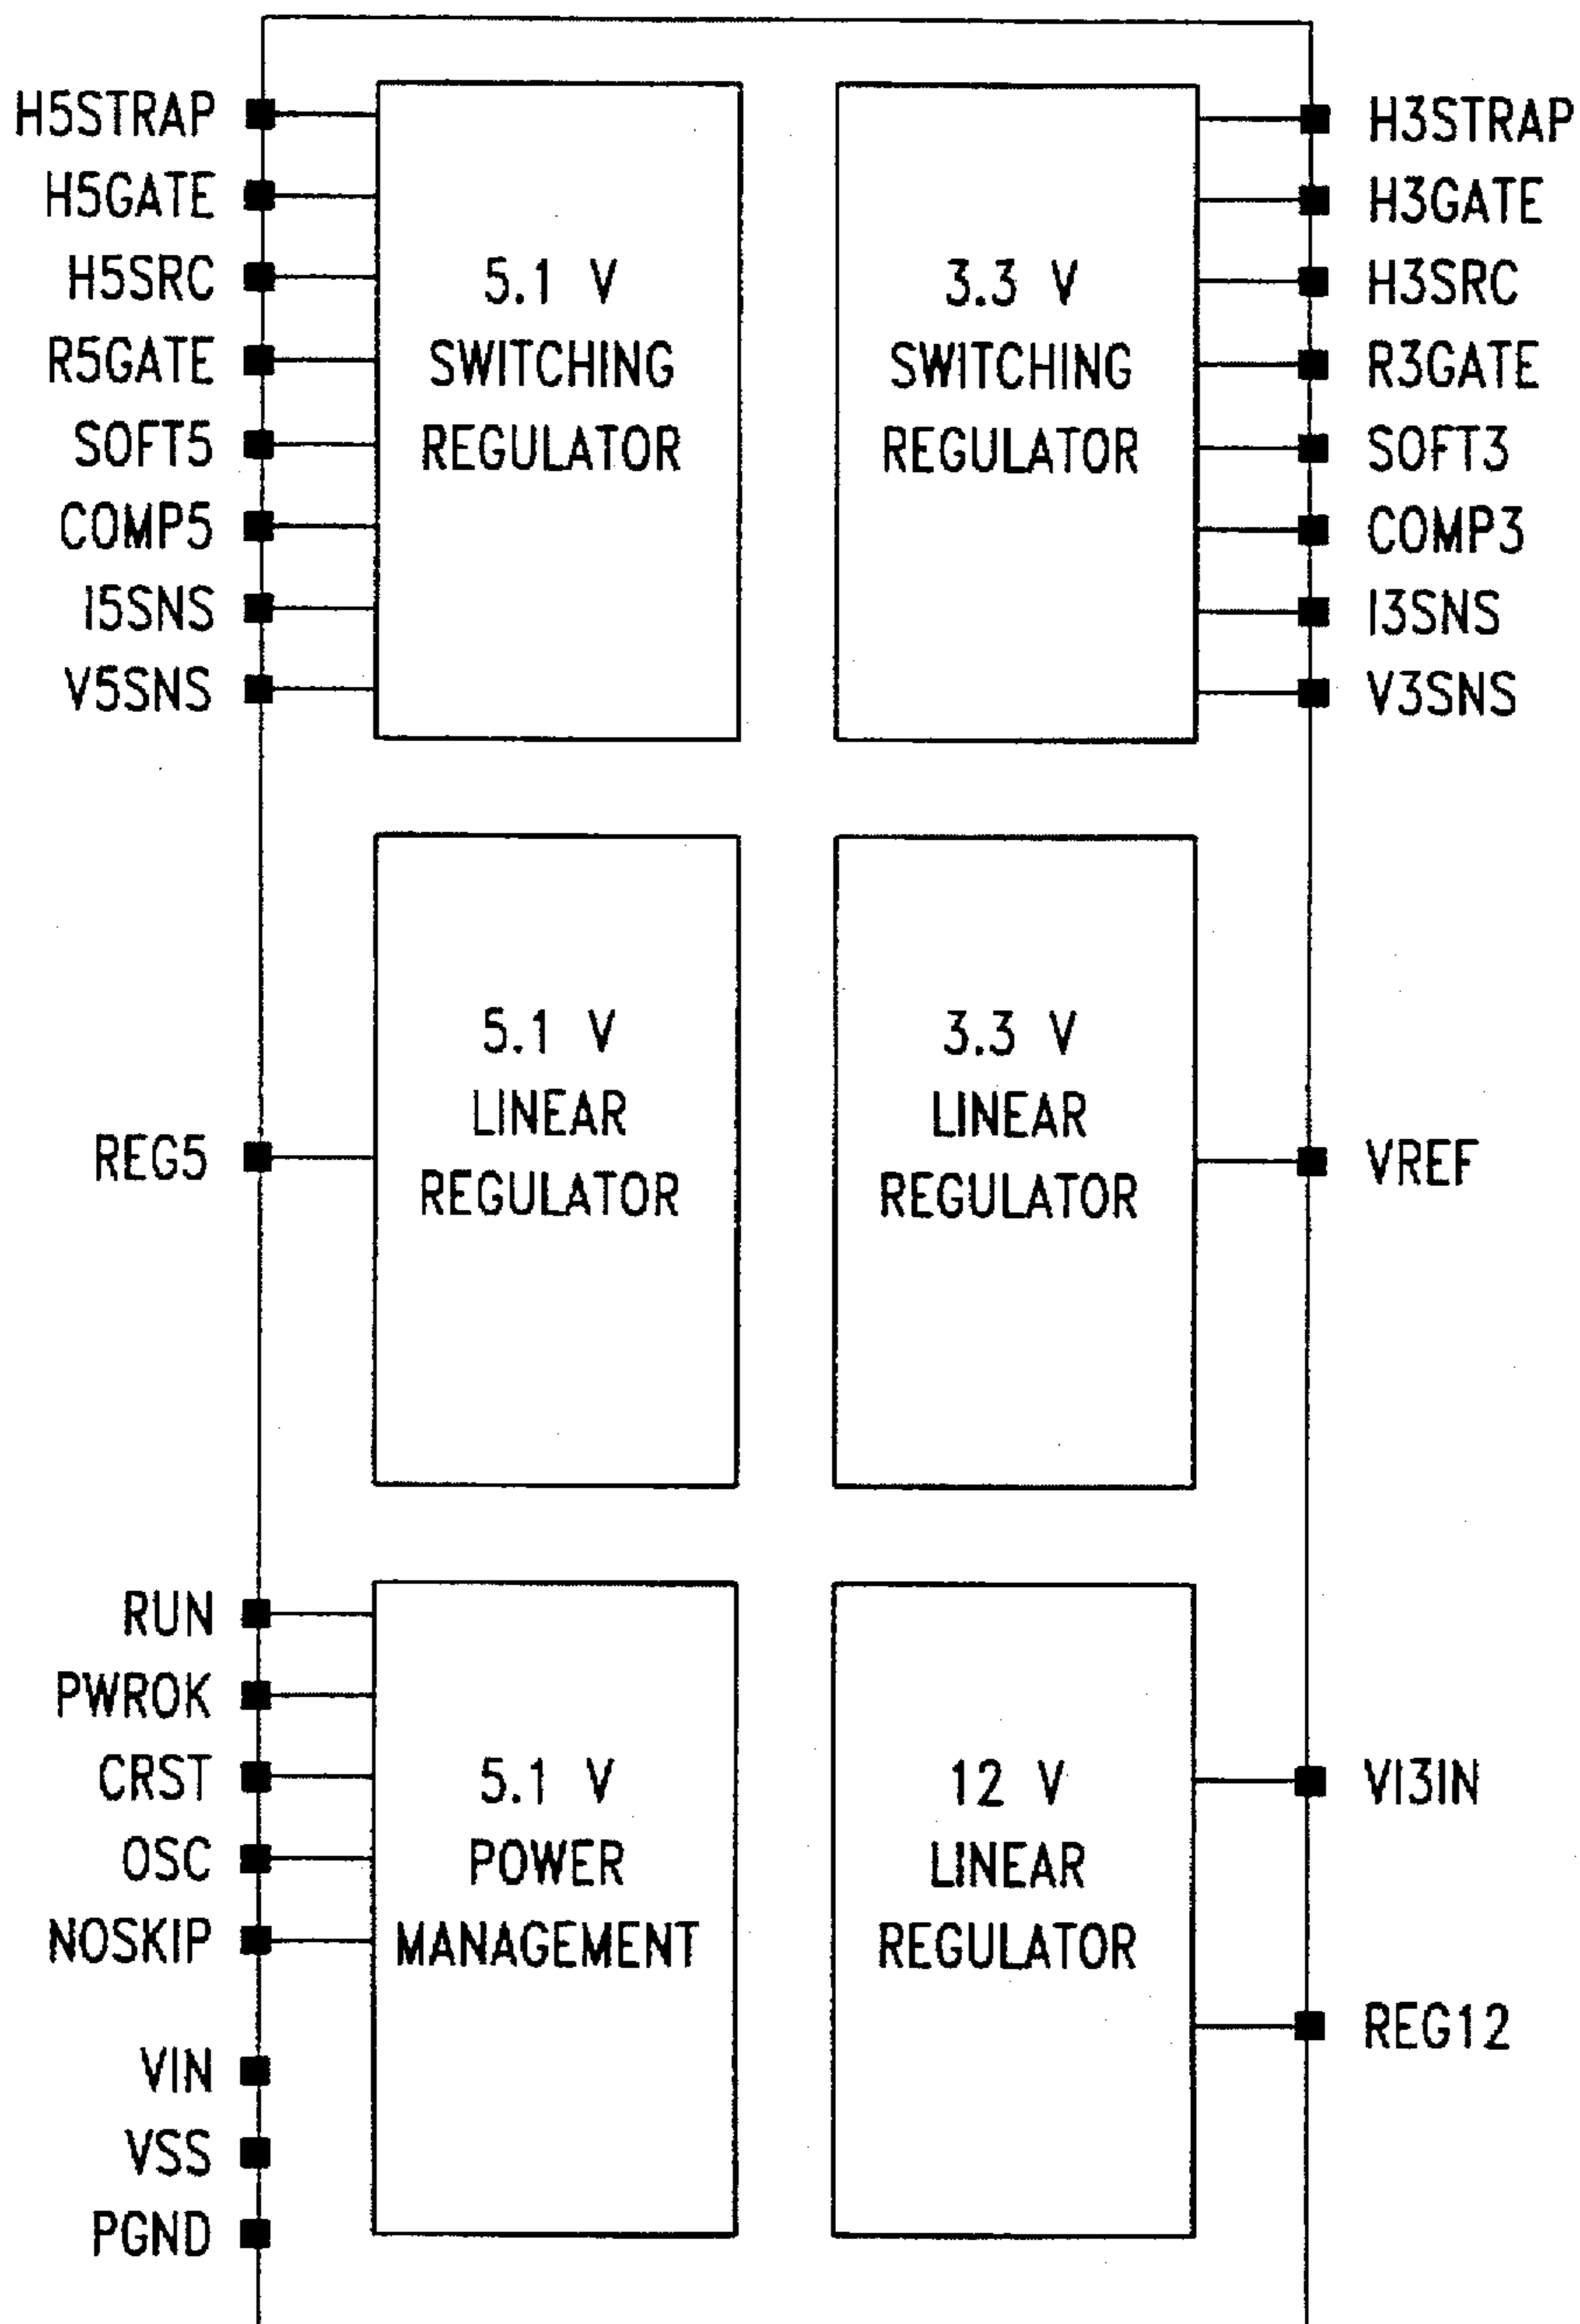 H5STRAP
H5GATE
H5SRC
R5GATE
SOFT5
COMP5
I5SNS
V5SNS
5.1 V
SWITCHING
REGULATOR
3.3 V
SWITCHING
REGULATOR
H3STRAP
H3GATE
H3SRC
R3GATE
SOFT3
COMP3
I3SNS
V3SNS
REG5
5.1 V
LINEAR
REGULATOR
3.3 V
LINEAR
REGULATOR
VREF
RUN
PWROK
CRST
OSC
NOSKIP
VIN
VSS
PGND
5.1 V
POWER
MANAGEMENT
12 V
LINEAR
REGULATOR
VI3IN
REG12